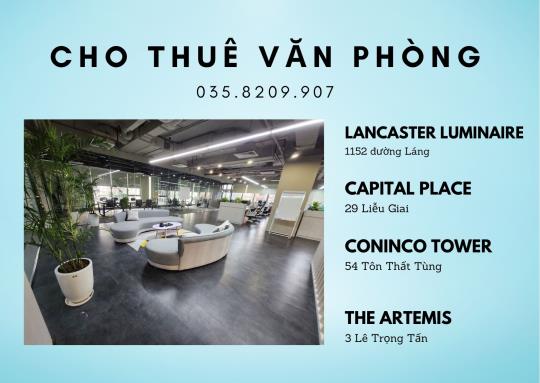 CHO THUÊ VĂN PHÒNG
035.8209.907
LANCASTER LUMINAIRE
1152 đường Láng
CAPITAL PLACE
29 Liễu Giai
CONINCO TOWER
54 Tôn Thất Tùng
THE ARTEMIS
3 Lê Trọng Tấn